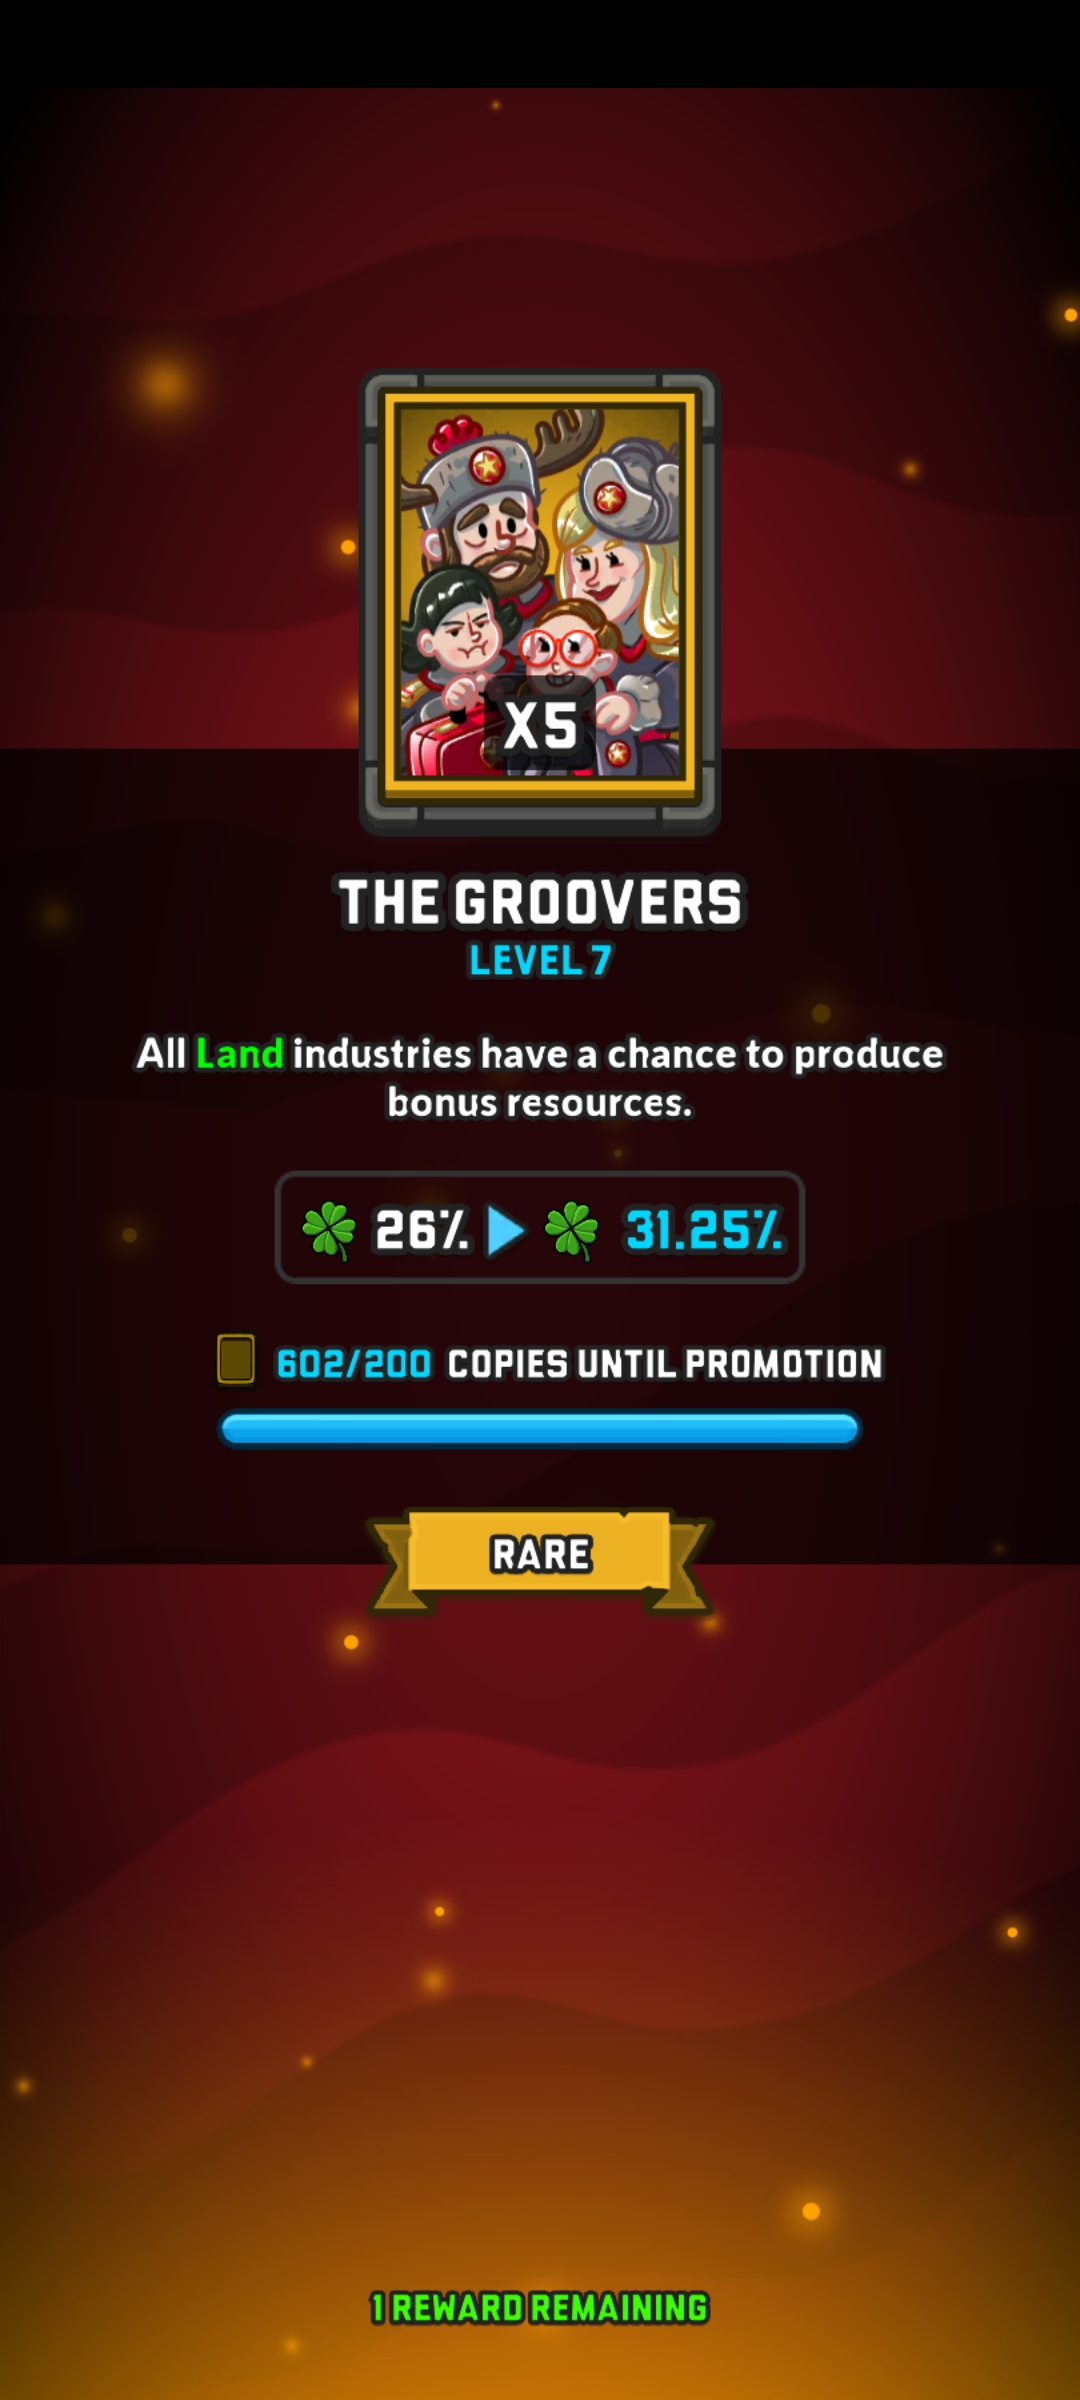 X5
THE GROOVERS
LEVEL 7
All Land industries have a chance to produce
bonus resources.
26% 31.25%
602/200 COPIES UNTIL PROMOTION
RARE
1 REWARD REMAINING